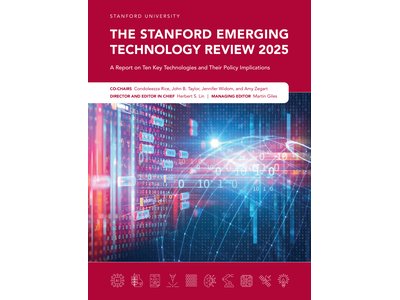 STANFORD UNIVERSITY
THE STANFORD EMERGING
TECHNOLOGY REVIEW 2025
A Report on Ten Key Technologies and Their Policy Implications
CO-CHAIRS Condoleezza Rice, John B. Taylor, Jennifer Widom, and Amy Zegart
DIRECTOR AND EDITOR IN CHIEF Herbert S. Lin | MANAGING EDITOR Martin Giles